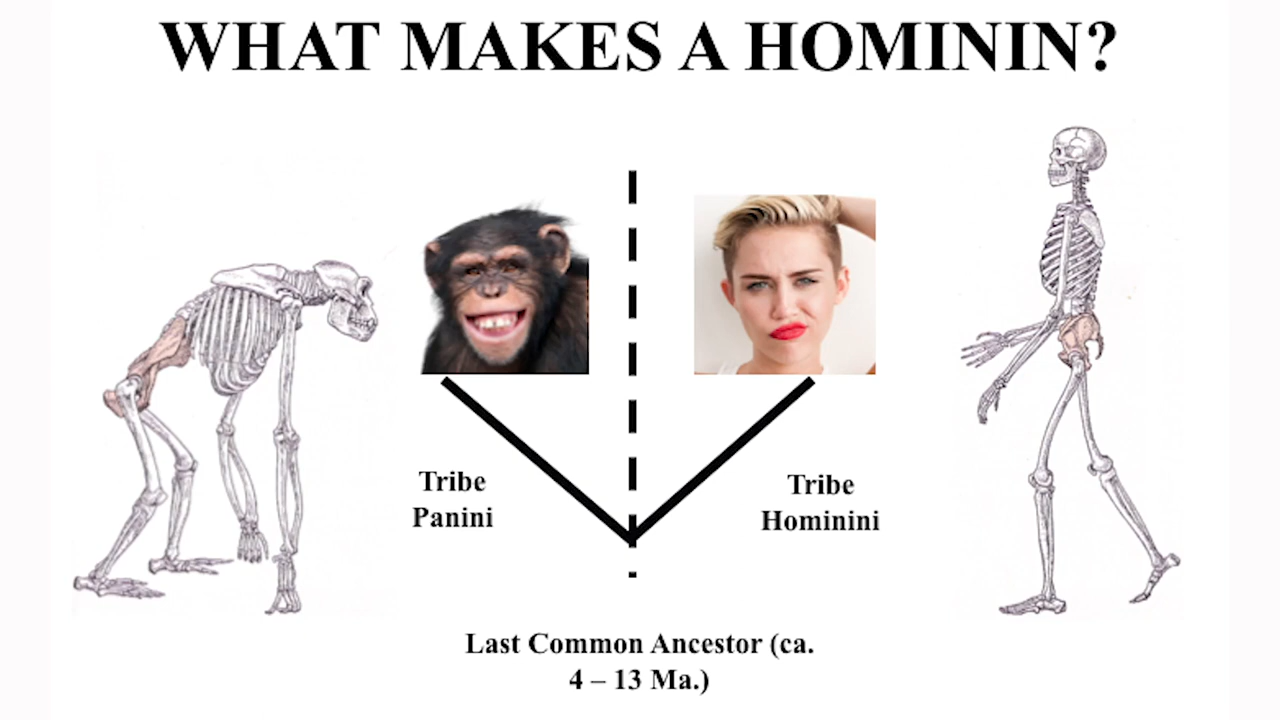 WHAT MAKES A HOMININ?
Tribe
Panini
Tribe
Hominini
Last Common Ancestor (ca.
4 – 13 Ma.)